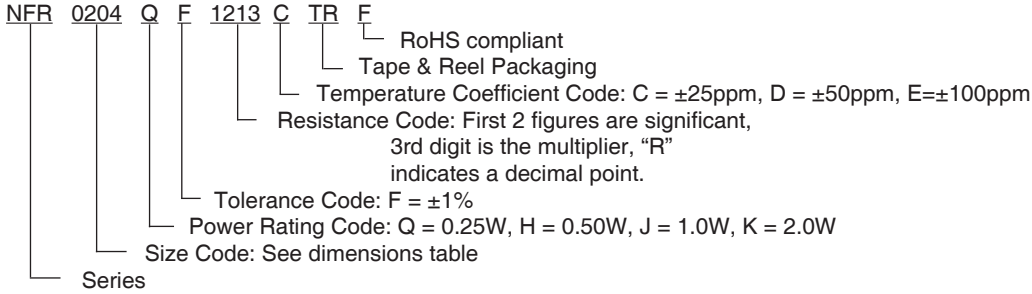 NFR 0204 Q F 1213 C TR F
RoHS compliant
Tape & Reel Packaging
Temperature Coefficient Code: C = ±25ppm, D = ±50ppm, E=±100ppm
Resistance Code: First 2 figures are significant,
3rd digit is the multiplier, “R”
indicates a decimal point.
Tolerance Code: F = ±1%
Power Rating Code: Q = 0.25W, H = 0.50W, J = 1.0W, K = 2.0W
Size Code: See dimensions table
Series